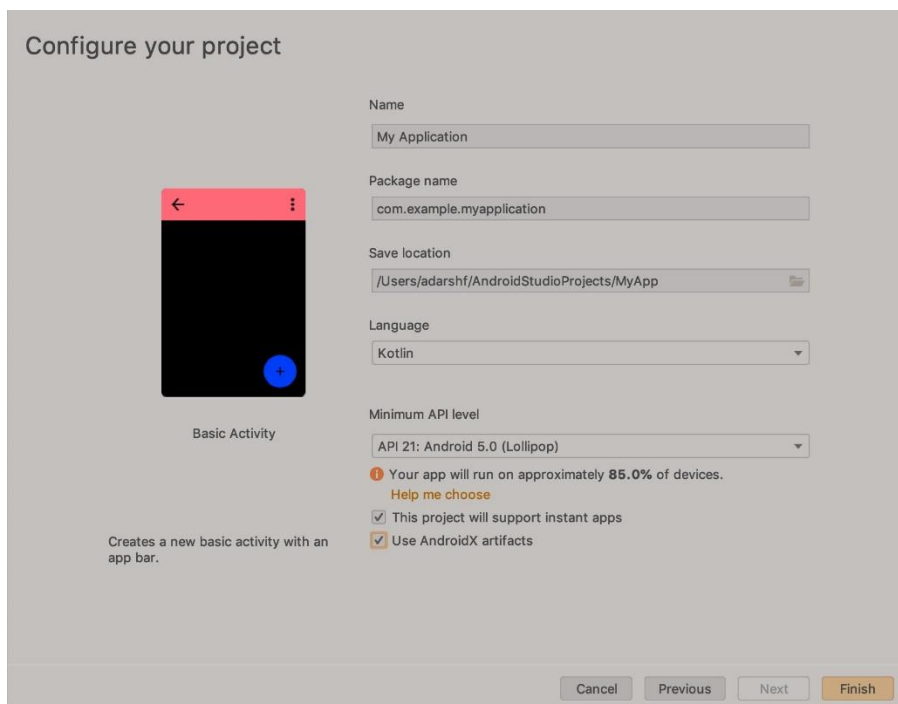 Configure your project
Name
My Application
Package name
com.example.myapplication
Save location
/Users/adarshf/AndroidStudioProjects/MyApp
Language
Kotlin
Basic Activity
Minimum API level
API 21: Android 5.0 (Lollipop)
Your app will run on approximately 85.0% of devices.
Help me choose
This project will support instant apps
Use AndroidX artifacts
Creates a new basic activity with an
app bar.
Cancel Previous Next Finish